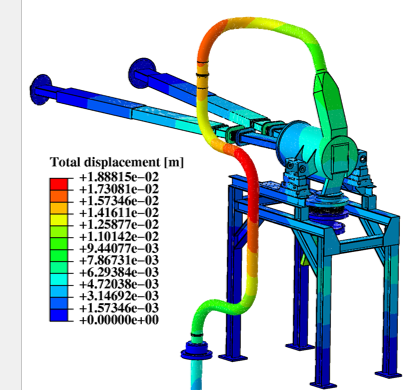 Total displacement [m]
+1.88815e-02
+1.73081e-02
+1.57346e-02
+1.41611e-02
+1.25877e-02
+1.10142e-02
+9.44077e-03
+7.86731e-03
+6.29384e-03
+4.72038e-03
+3.14692e-03
+1.57346e-03
+0.00000e+00